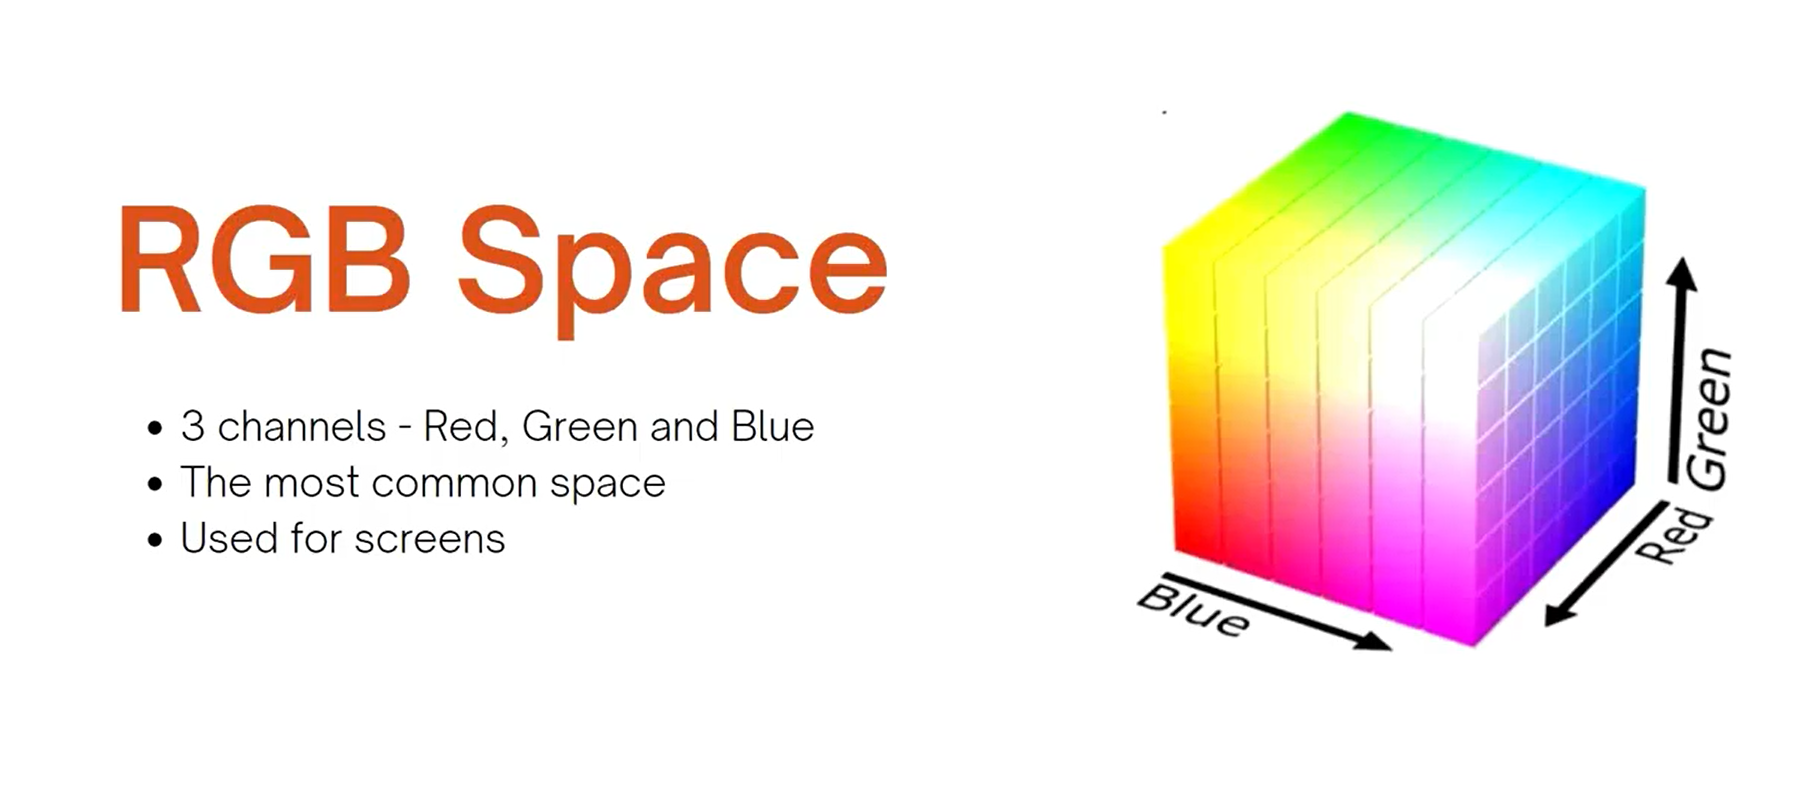 RGB Space
• 3 channels - Red, Green and Blue
• The most common space
• Used for screens
Green
Red
Blue